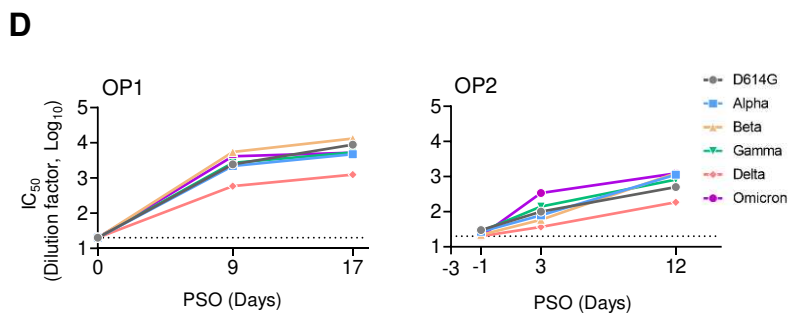 D
OP1
5
4
3
2
1
0
9
17
PSO (Days)
IC50
(Dilution factor, Log10)
OP2
5
4
3
2
1
-3
-1
3
12
PSO (Days)
D614G
Alpha
Beta
Gamma
Delta
Omicron